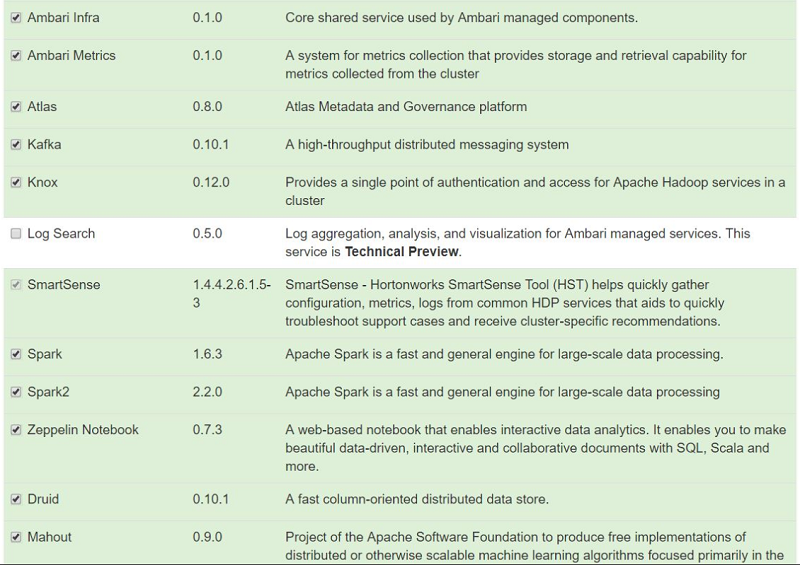 Ambari Infra 0.1.0 Core shared service used by Ambari managed components.
Ambari Metrics 0.1.0 A system for metrics collection that provides storage and retrieval capability for
metrics collected from the cluster
Atlas 0.8.0 Atlas Metadata and Governance platform
Kafka 0.10.1 A high-throughput distributed messaging system
Knox 0.12.0 Provides a single point of authentication and access for Apache Hadoop services in a
cluster
Log Search 0.5.0 Log aggregation, analysis, and visualization for Ambari managed services. This
service is Technical Preview.
SmartSense 1.4.4.2.6.1.5- SmartSense - Hortonworks SmartSense Tool (HST) helps quickly gather
3 configuration, metrics, logs from common HDP services that aids to quickly
troubleshoot support cases and receive cluster-specific recommendations.
Spark 1.6.3 Apache Spark is a fast and general engine for large-scale data processing.
Spark2 2.2.0 Apache Spark is a fast and general engine for large-scale data processing
Zeppelin Notebook 0.7.3 A web-based notebook that enables interactive data analytics. It enables you to make
beautiful data-driven, interactive and collaborative documents with SQL, Scala and
more.
Druid 0.10.1 A fast column-oriented distributed data store.
Mahout 0.9.0 Project of the Apache Software Foundation to produce free implementations of
distributed or otherwise scalable machine learning algorithms focused primarily in the